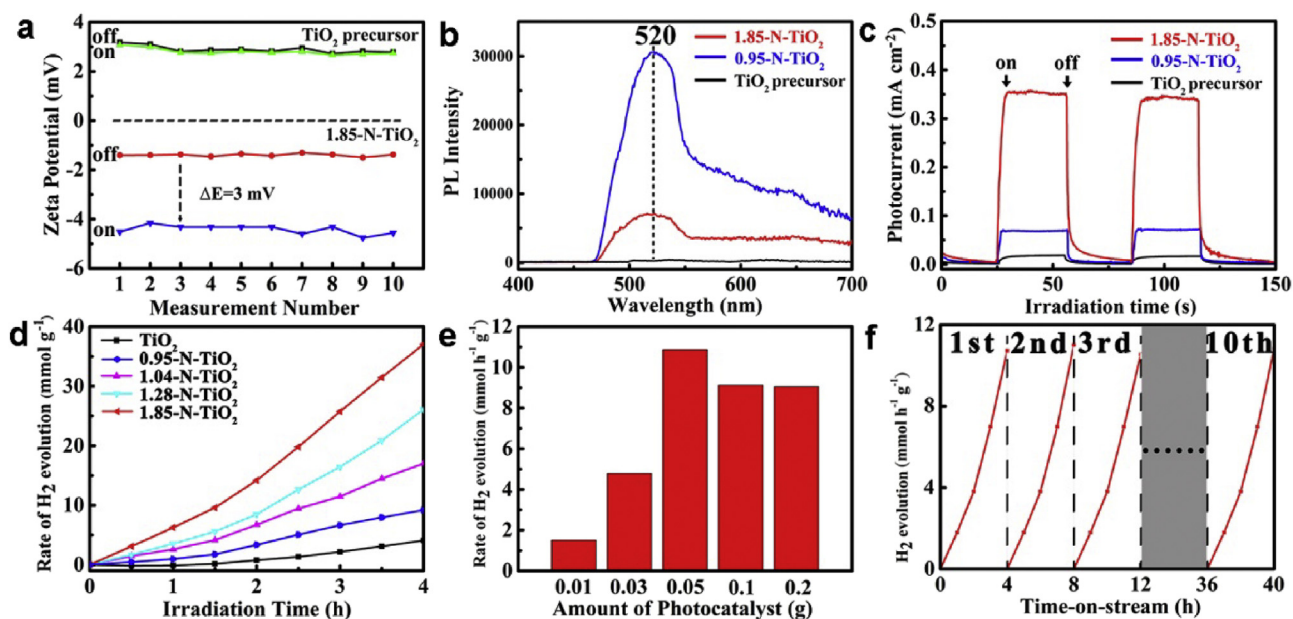 a
off
on
TiO₂ precursor
1.85-N-TiO₂
off
on
ΔE=3 mV
Zeta Potential (mV)
4
2
0
-2
-4
-6
1 2 3 4 5 6 7 8 9 10
Measurement Number
b
520
1.85-N-TiO₂
0.95-N-TiO₂
TiO₂ precursor
PL Intensity
30000
20000
10000
0
400 500 600 700
Wavelength (nm)
c
1.85-N-TiO₂
0.95-N-TiO₂
TiO₂ precursor
on off
Photocurrent (mA cm⁻²)
0.5
0.4
0.3
0.2
0.1
0.0
0 50 100 150
Irradiation time (s)
d
TiO₂
0.95-N-TiO₂
1.04-N-TiO₂
1.28-N-TiO₂
1.85-N-TiO₂
Rate of H₂ evolution (mmol g⁻¹)
40
30
20
10
0
0 1 2 3 4
Irradiation Time (h)
e
Rate of H₂ evolution (mmol h⁻¹ g⁻¹)
12
10
8
6
4
2
0
0.01 0.03 0.05 0.1 0.2
Amount of Photocatalyst (g)
f
1st 2nd 3rd 10th
H₂ evolution (mmol h⁻¹ g⁻¹)
12
8
4
0
0 4 8 12 36 40
Time-on-stream (h)